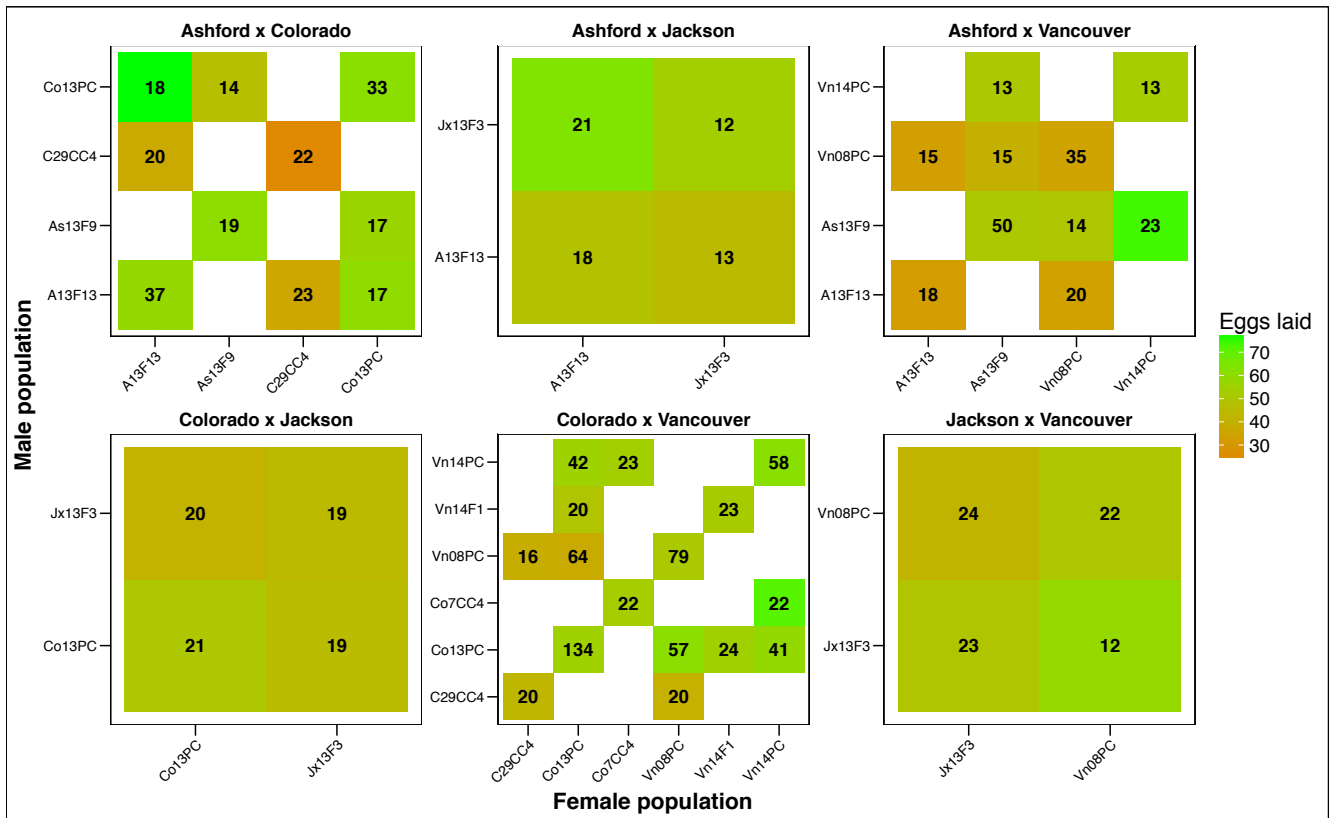 Ashford x Colorado
Ashford x Jackson
Ashford x Vancouver
Co13PC
18 14 33
C29CC4
20 22
As13F9
19 17
A13F13
37 23 17
A13F13 As13F9 C29CC4 Co13PC
Jx13F3
21 12
A13F13
18 13
A13F13 Jx13F3
Vn14PC
13 13
Vn08PC
15 15 35
As13F9
50 14 23
A13F13
18 20
A13F13 As13F9 Vn08PC Vn14PC
Male population
Eggs laid
70
60
50
40
30
Colorado x Jackson
Colorado x Vancouver
Jackson x Vancouver
Jx13F3
20 19
Co13PC
21 19
Co13PC Jx13F3
Vn14PC
42 23 58
Vn14F1
20 23
Vn08PC
16 64 79
Co7CC4
22 22
Co13PC
134 57 24 41
C29CC4
20 20
C29CC4 Co13PC Co7CC4 Vn08PC Vn14F1 Vn14PC
Vn08PC
24 22
Jx13F3
23 12
Jx13F3 Vn08PC
Female population